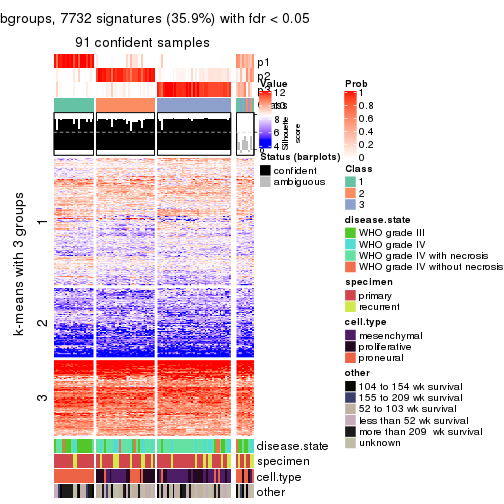 bgroups, 7732 signatures (35.9%) with fdr < 0.05
91 confident samples
p1
p2
p3
Value
12
10
6
4
Silhouette
score
Prob
1
0.8
0.6
0.4
0.2
0
Status (barplots)
confident
ambiguous
Class
1
2
3
disease.state
WHO grade III
WHO grade IV
WHO grade IV with necrosis
WHO grade IV without necrosis
specimen
primary
recurrent
cell.type
mesenchymal
proliferative
proneural
other
104 to 154 wk survival
155 to 209 wk survival
52 to 103 wk survival
less than 52 wk survival
more than 209 wk survival
unknown
k-means with 3 groups
1
2
3
disease.state
specimen
cell.type
other